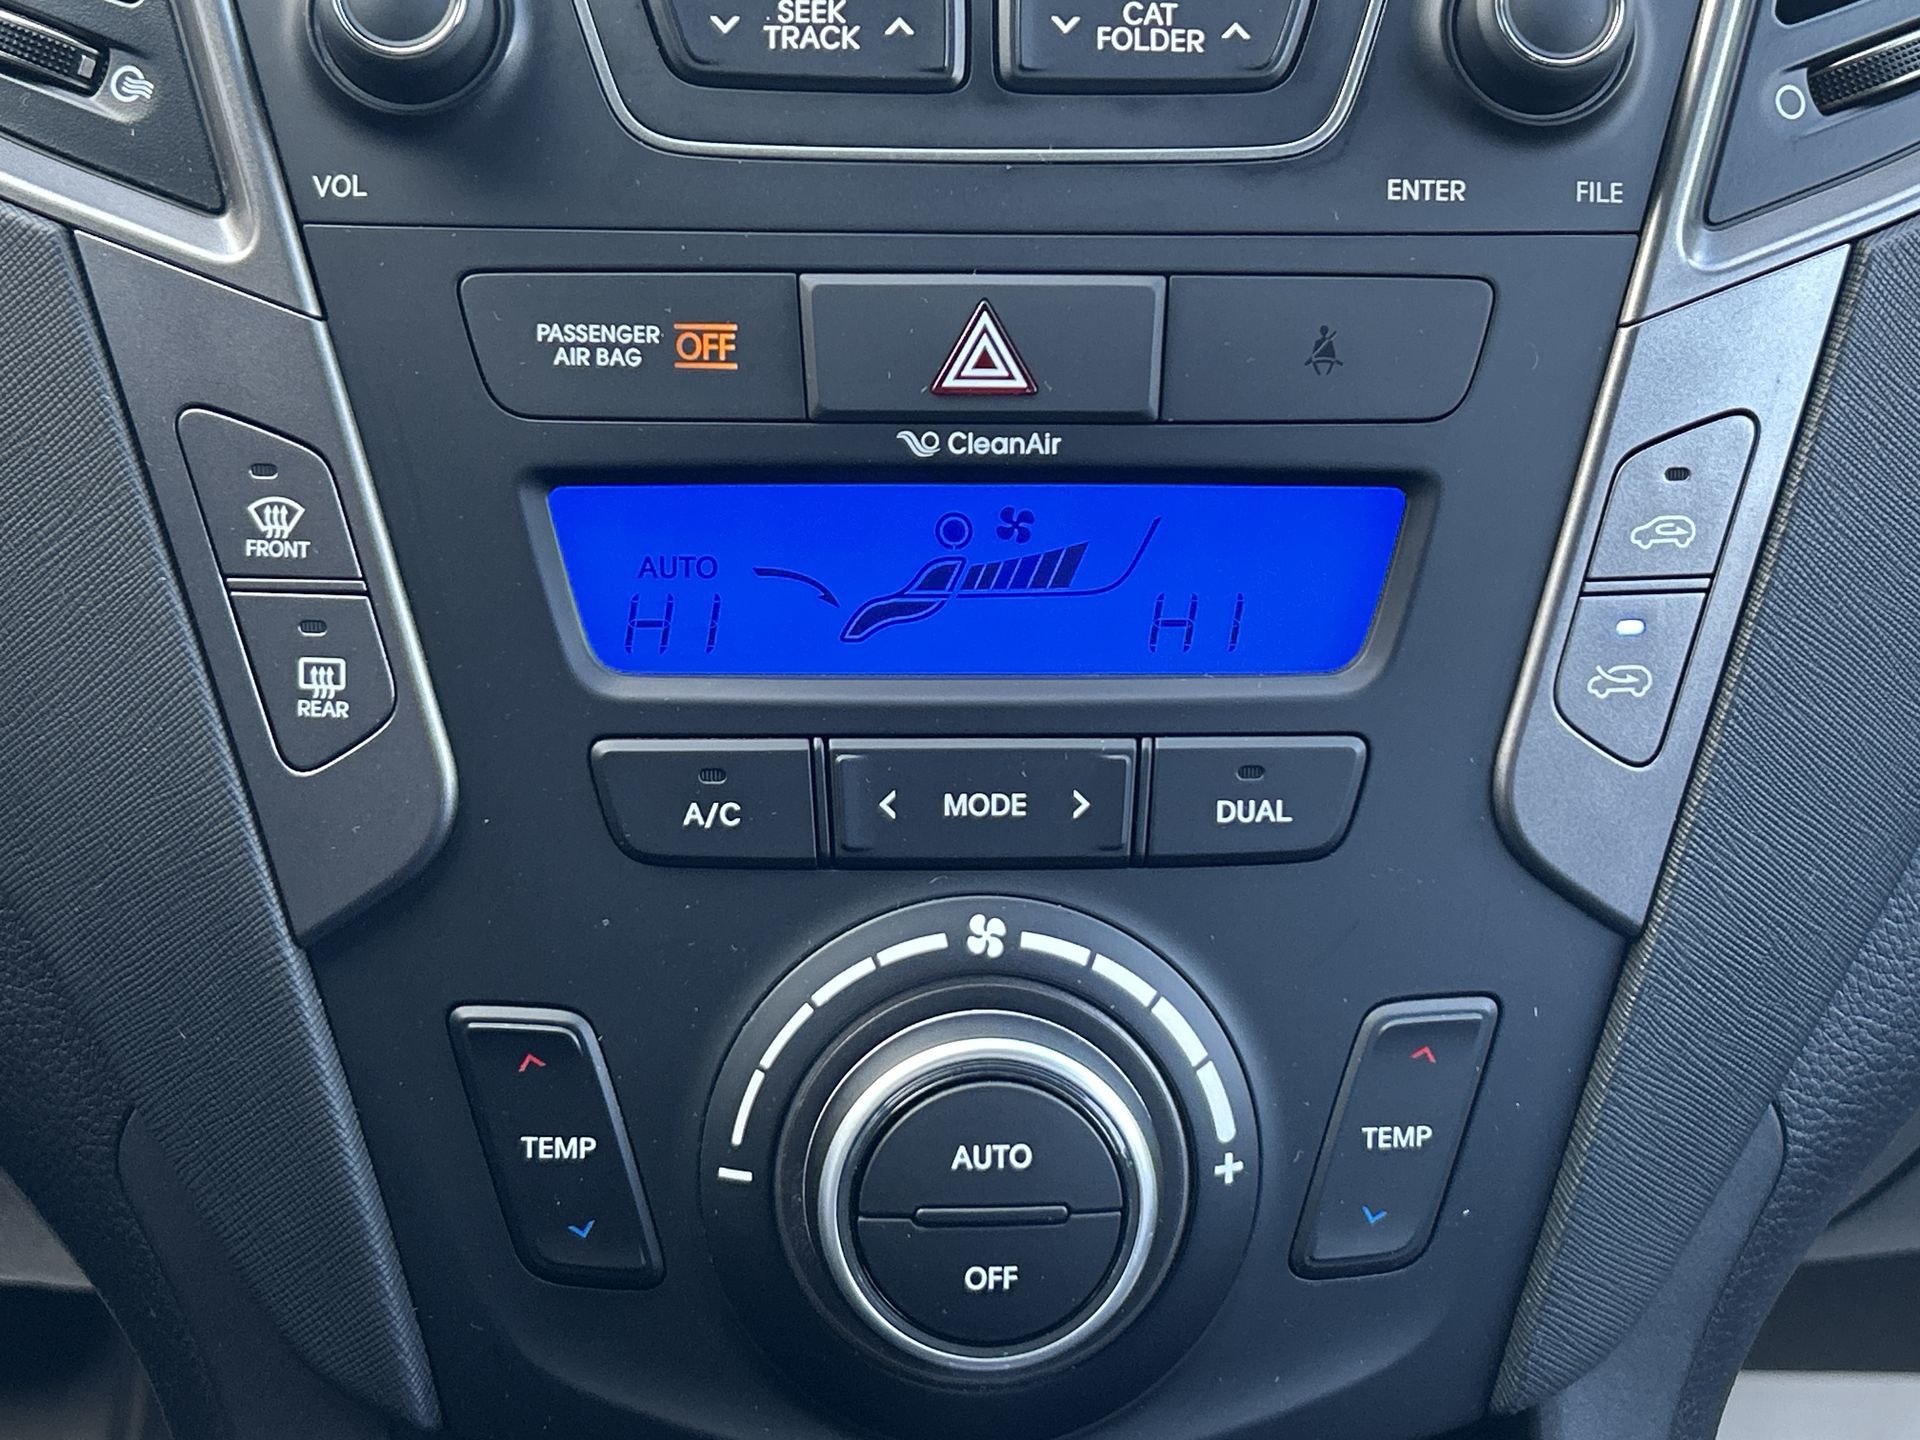 SEEK
TRACK
CAT
FOLDER
VOL
ENTER
FILE
PASSENGER
AIR BAG
OFF
CleanAir
FRONT
AUTO
HI
HI
REAR
A/C
MODE
DUAL
TEMP
AUTO
OFF
TEMP